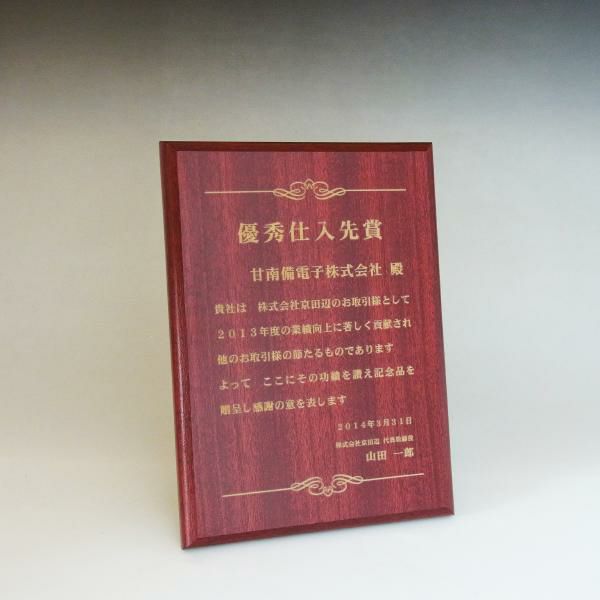 優秀仕入先賞
甘南備電子株式会社 殿
貴社は 株式会社京田辺のお取引様として
2013年度の業績向上に著しく貢献され
他のお取引様の節たるものであります
よって ここにその功績を讃え記念品を
贈呈し感謝の意を表します
2014年3月31日
株式会社京田辺 代表取締役
山田 一郎